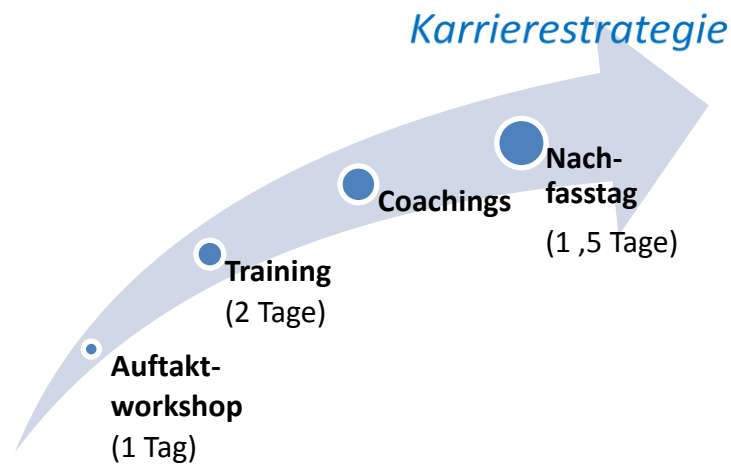 Karrierestrategie
Nach-
fasstag
(1 ,5 Tage)
Coachings
Training
(2 Tage)
Auftakt-
workshop
(1 Tag)